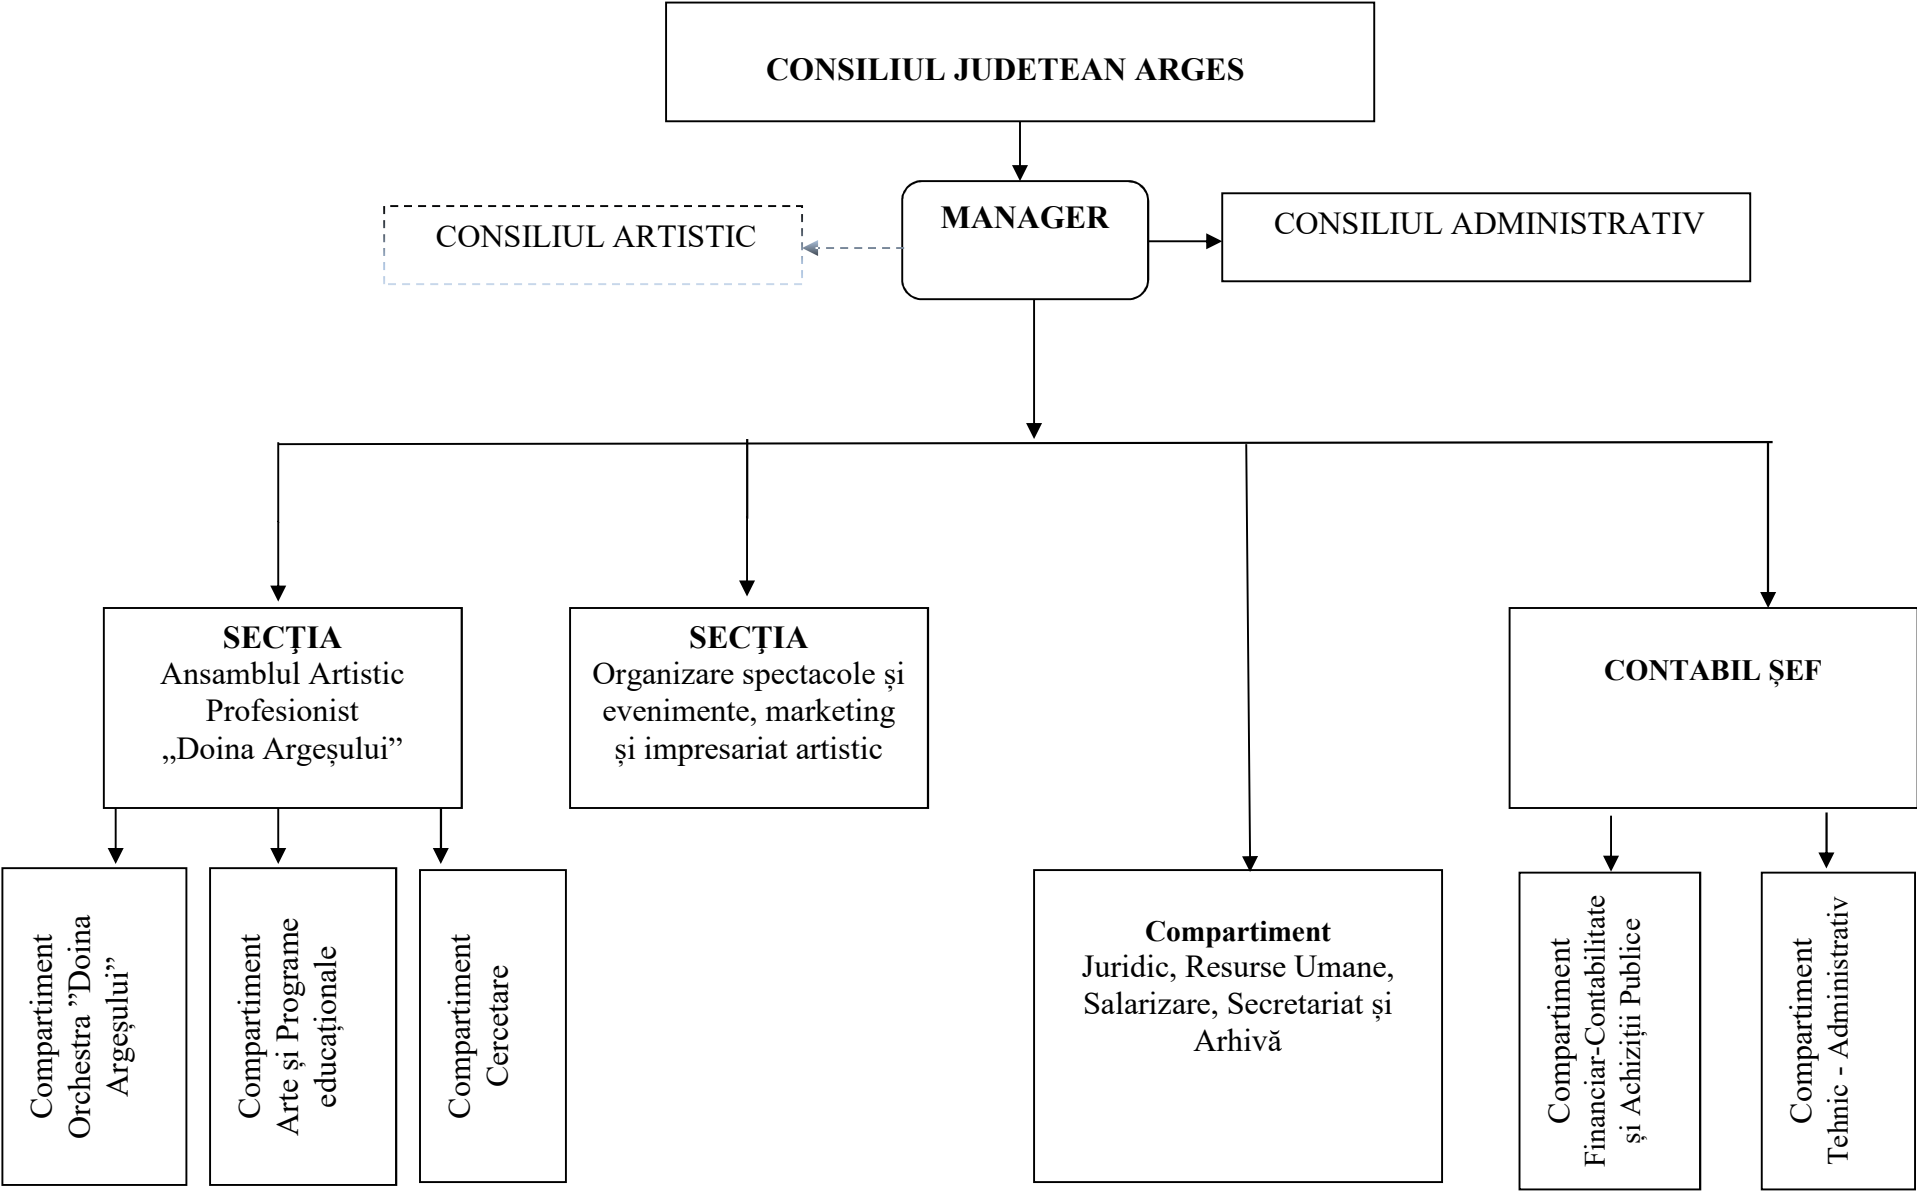 CONSILIUL JUDETEAN ARGES
CONSILIUL ARTISTIC
MANAGER
CONSILIUL ADMINISTRATIV
SECŢIA
Ansamblul Artistic
Profesionist
„Doina Argeșului”
SECŢIA
Organizare spectacole și
evenimente, marketing
și impresariat artistic
CONTABIL ȘEF
Compartiment
Orchestra ”Doina
Argeșului”
Compartiment
Arte și Programe
educaționale
Compartiment
Cercetare
Compartiment
Juridic, Resurse Umane,
Salarizare, Secretariat și
Arhivă
Compartiment
Financiar-Contabilitate
și Achiziții Publice
Compartiment
Tehnic - Administrativ